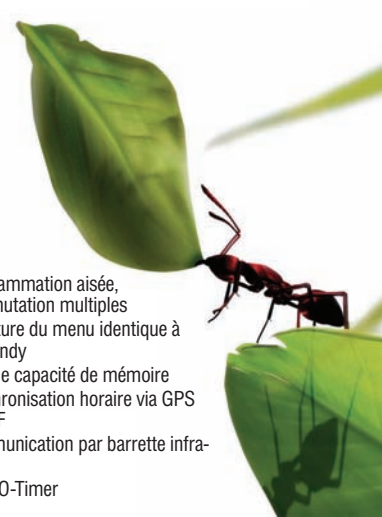 ammation aisée,
nutation multiples
ture du menu identique à
ndy
e capacité de mémoire
ronisation horaire via GPS
F
unication par barrette infra-
O-Timer